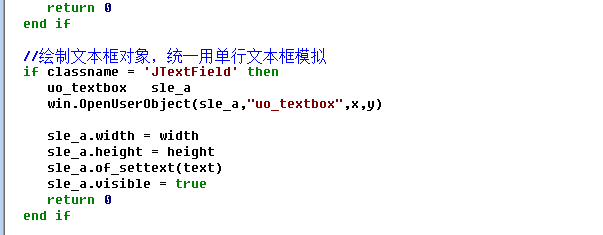 return 0
end if
//绘制文本框对象，统一用单行文本框模拟
if classname = 'JTextField' then
uo_textbox sle_a
win.OpenUserObject(sle_a,"uo_textbox",x,y)
sle_a.width = width
sle_a.height = height
sle_a.of_settext(text)
sle_a.visible = true
return 0
end if